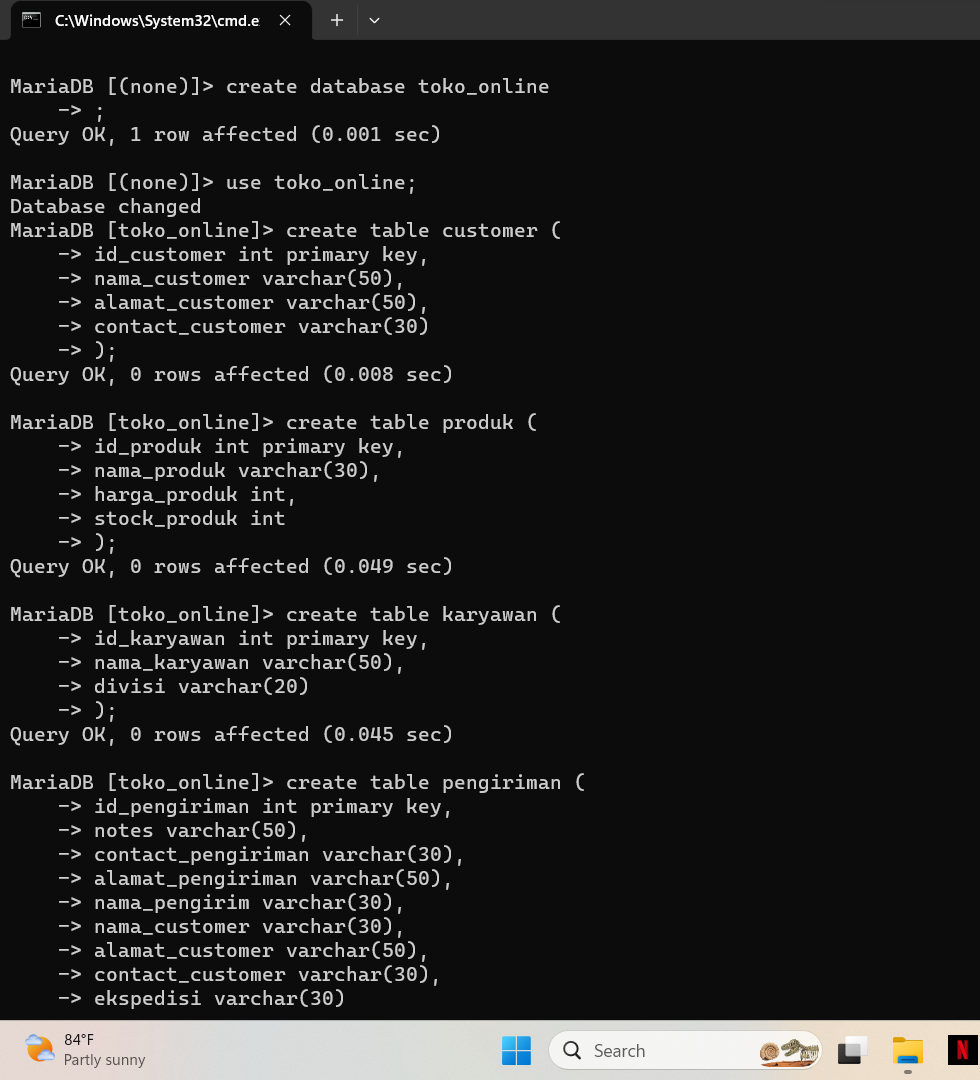 C:\Windows\System32\cmd.e
MariaDB [(none)]> create database toko_online
-> ;
Query OK, 1 row affected (0.001 sec)
MariaDB [(none)]> use toko_online;
Database changed
MariaDB [toko_online]> create table customer (
-> id_customer int primary key,
-> nama_customer varchar(50),
-> alamat_customer varchar(50),
-> contact_customer varchar(30)
-> );
Query OK, 0 rows affected (0.008 sec)
MariaDB [toko_online]> create table produk (
-> id_produk int primary key,
-> nama_produk varchar(30),
-> harga_produk int,
-> stock_produk int
-> );
Query OK, 0 rows affected (0.049 sec)
MariaDB [toko_online]> create table karyawan (
-> id_karyawan int primary key,
-> nama_karyawan varchar(50),
-> divisi varchar(20)
-> );
Query OK, 0 rows affected (0.045 sec)
MariaDB [toko_online]> create table pengiriman (
-> id_pengiriman int primary key,
-> notes varchar(50),
-> contact_pengiriman varchar(30),
-> alamat_pengiriman varchar(50),
-> nama_pengirim varchar(30),
-> nama_customer varchar(30),
-> alamat_customer varchar(50),
-> contact_customer varchar(30),
-> ekspedisi varchar(30)
84°F
Partly sunny
Search
N